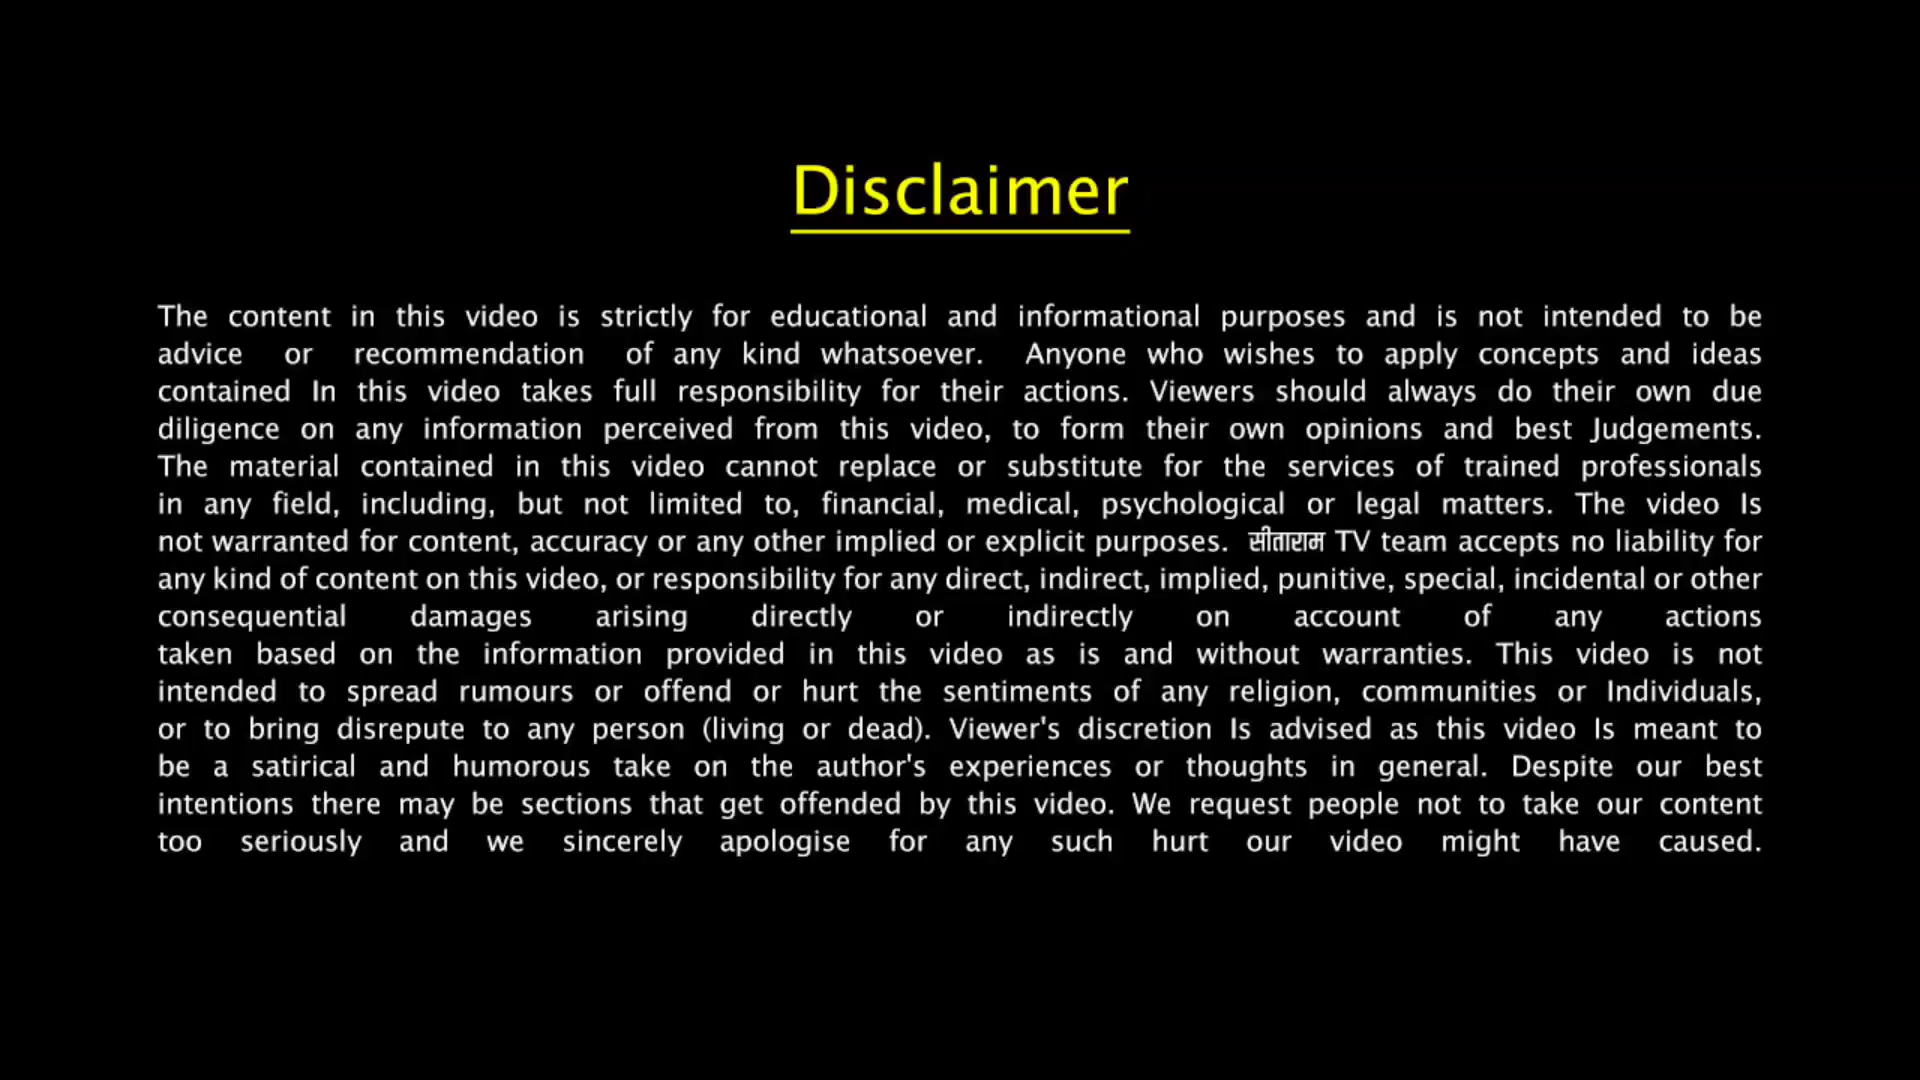 Disclaimer
The content in this video is strictly for educational and informational purposes and is not intended to be
advice or recommendation of any kind whatsoever. Anyone who wishes to apply concepts and ideas
contained In this video takes full responsibility for their actions. Viewers should always do their own due
diligence on any information perceived from this video, to form their own opinions and best Judgements.
The material contained in this video cannot replace or substitute for the services of trained professionals
in any field, including, but not limited to, financial, medical, psychological or legal matters. The video Is
not warranted for content, accuracy or any other implied or explicit purposes. सीताराम TV team accepts no liability for
any kind of content on this video, or responsibility for any direct, indirect, implied, punitive, special, incidental or other
consequential damages arising directly or indirectly on account of any actions
taken based on the information provided in this video as is and without warranties. This video is not
intended to spread rumours or offend or hurt the sentiments of any religion, communities or Individuals,
or to bring disrepute to any person (living or dead). Viewer's discretion Is advised as this video Is meant to
be a satirical and humorous take on the author's experiences or thoughts in general. Despite our best
intentions there may be sections that get offended by this video. We request people not to take our content
too seriously and we sincerely apologise for any such hurt our video might have caused.